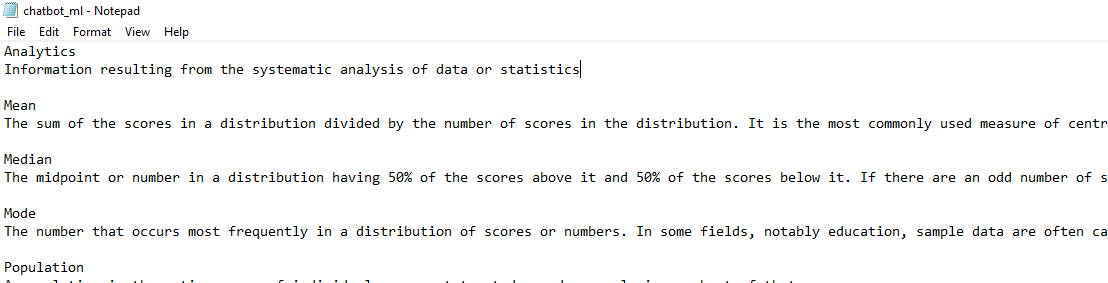 chatbot_ml - Notepad
File Edit Format View Help
Analytics
Information resulting from the systematic analysis of data or statistics
Mean
The sum of the scores in a distribution divided by the number of scores in the distribution. It is the most commonly used measure of centr
Median
The midpoint or number in a distribution having 50% of the scores above it and 50% of the scores below it. If there are an odd number of s
Mode
The number that occurs most frequently in a distribution of scores or numbers. In some fields, notably education, sample data are often ca
Population